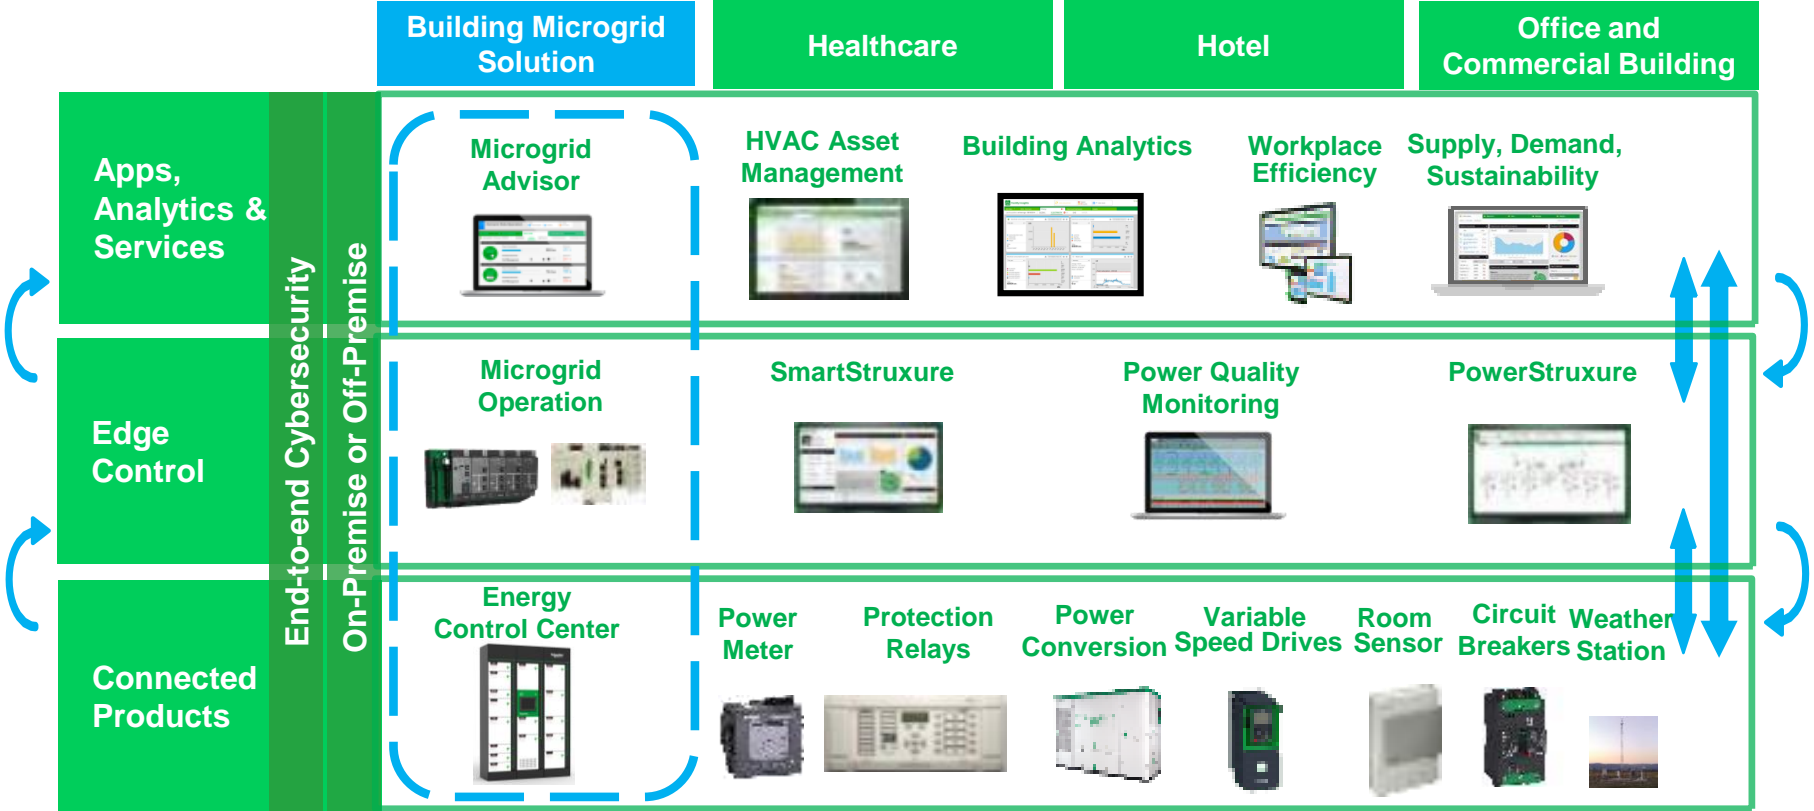 Building Microgrid
Solution
Healthcare
Hotel
Office and
Commercial Building
Apps,
Analytics &
Services
End-to-end Cybersecurity
On-Premise or Off-Premise
Microgrid
Advisor
HVAC Asset
Management
Building Analytics
Workplace
Efficiency
Supply, Demand,
Sustainability
Edge
Control
Microgrid
Operation
SmartStruxure
Power Quality
Monitoring
PowerStruxure
Connected
Products
Energy
Control Center
Power
Meter
Protection
Relays
Power
Conversion
Variable
Speed Drives
Room
Sensor
Circuit
Breakers
Weather
Station